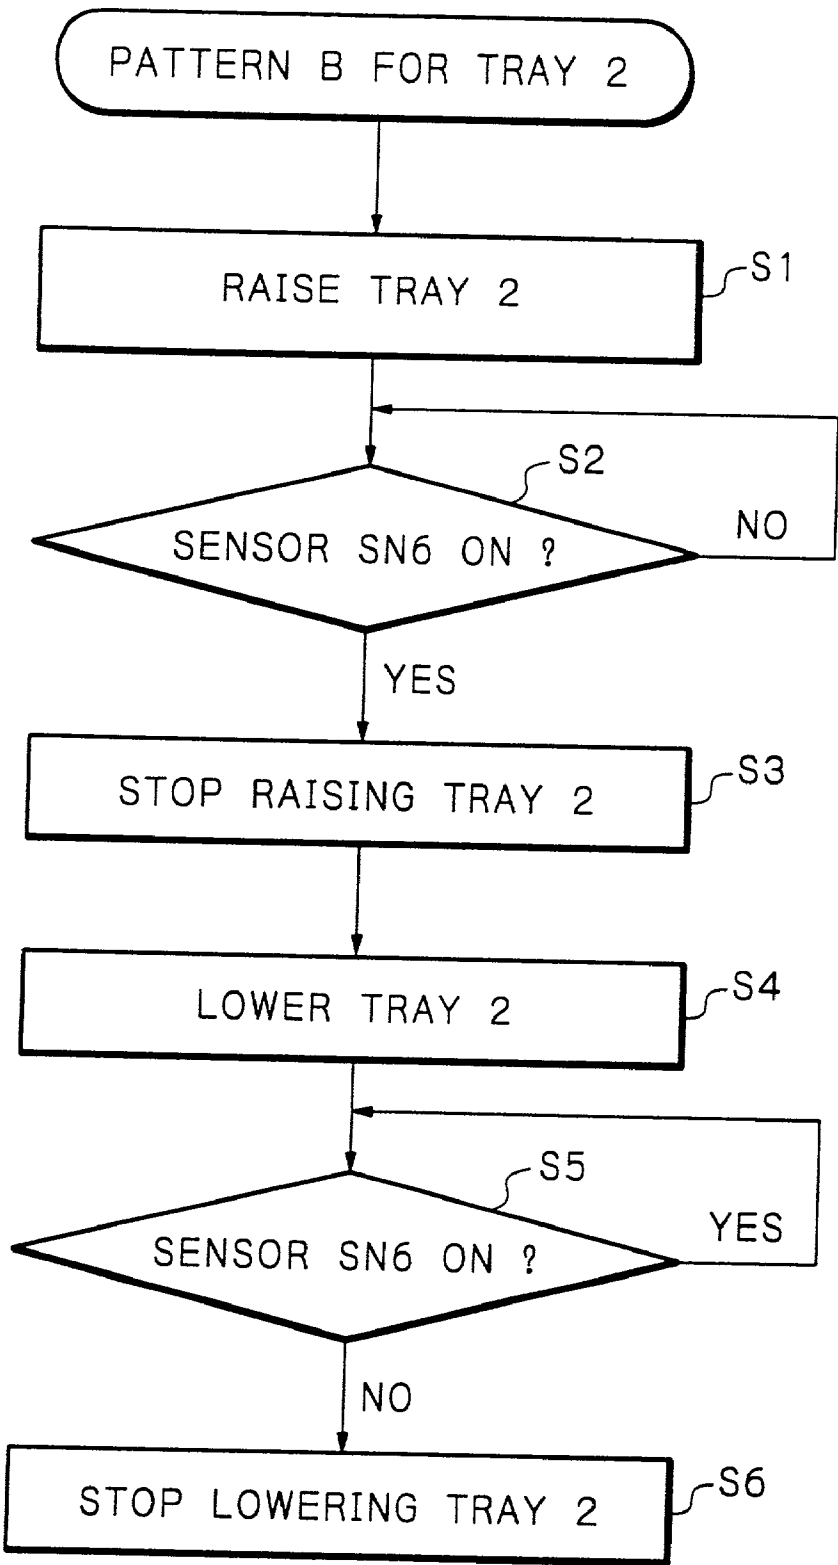 PATTERN B FOR TRAY 2
RAISE TRAY 2
S1
S2
SENSOR SN6 ON ?
NO
YES
STOP RAISING TRAY 2
S3
LOWER TRAY 2
S4
S5
SENSOR SN6 ON ?
YES
NO
STOP LOWERING TRAY 2
S6